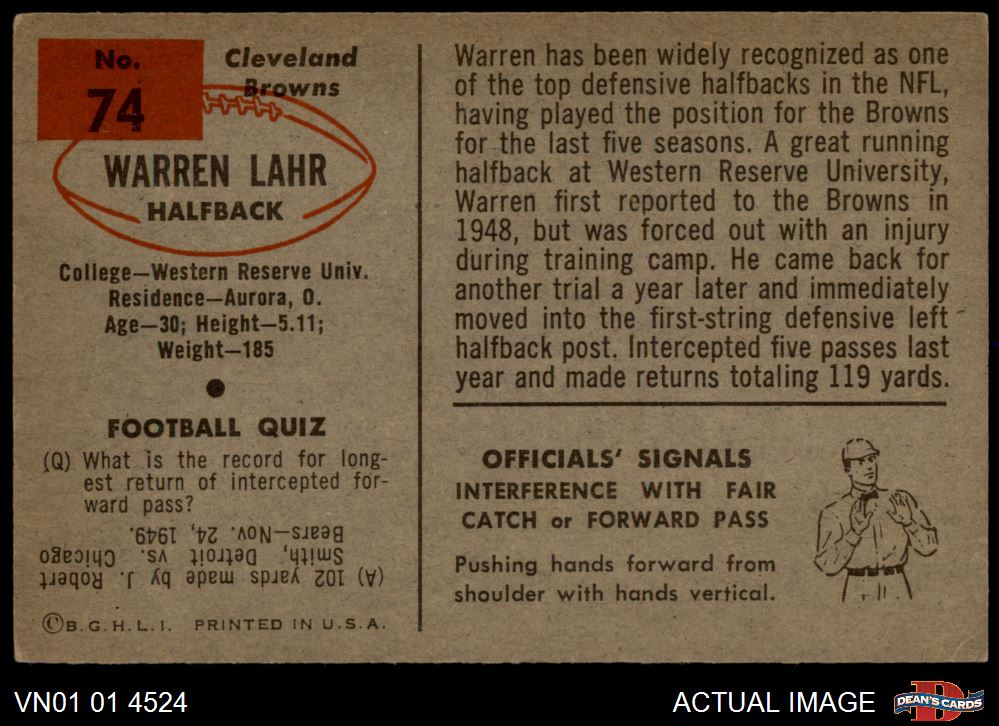 No.
74
Cleveland
Browns
WARREN LAHR
HALFBACK
College—Western Reserve Univ.
Residence—Aurora, O.
Age—30; Height—5.11;
Weight—185
FOOTBALL QUIZ
(Q) What is the record for long-
est return of intercepted for-
ward pass?
(A) 102 yards made by J. Robert
Smith, Detroit vs. Chicago
Bears—Nov. 24, 1949.
©B.G.H.L.I. PRINTED IN U.S.A.
Warren has been widely recognized as one
of the top defensive halfbacks in the NFL,
having played the position for the Browns
for the last five seasons. A great running
halfback at Western Reserve University,
Warren first reported to the Browns in
1948, but was forced out with an injury
during training camp. He came back for
another trial a year later and immediately
moved into the first-string defensive left
halfback post. Intercepted five passes last
year and made returns totaling 119 yards.
OFFICIALS' SIGNALS
INTERFERENCE WITH FAIR
CATCH or FORWARD PASS
Pushing hands forward from
shoulder with hands vertical.
VN01 01 4524
ACTUAL IMAGE
D
DEAN'S CARDS